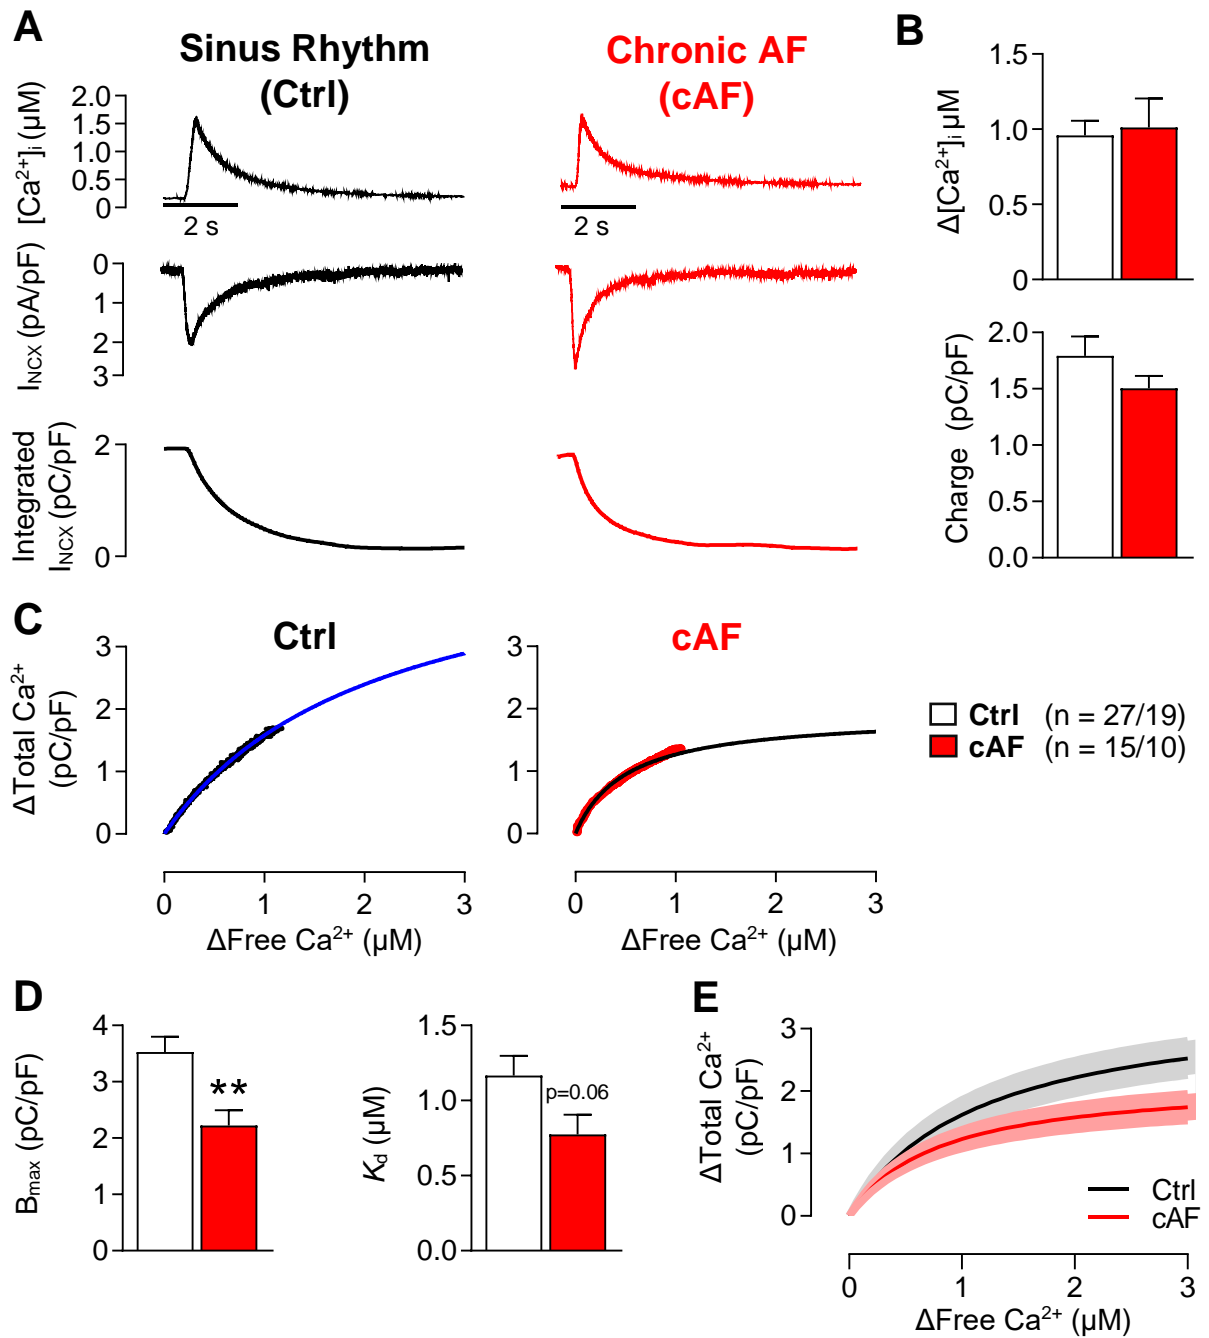 A
Sinus Rhythm
(Ctrl)
Chronic AF
(cAF)
[Ca²⁺]i (µM)
2.0
1.5
1.0
0.5
0
2 s
2 s
INCX (pA/pF)
0
1
2
3
Integrated
INCX (pC/pF)
2
0
B
Δ[Ca²⁺]i µM
1.5
1.0
0.5
0
Charge (pC/pF)
2.0
1.5
1.0
0.5
0.0
C
Ctrl
ΔTotal Ca²⁺
(pC/pF)
3
2
1
0
0 1 2 3
ΔFree Ca²⁺ (µM)
cAF
3
2
1
0
0 1 2 3
ΔFree Ca²⁺ (µM)
Ctrl (n = 27/19)
cAF (n = 15/10)
D
Bmax (pC/pF)
4
3
2
1
0
**
Kd (µM)
1.5
1.0
0.5
0.0
p=0.06
E
ΔTotal Ca²⁺
(pC/pF)
3
2
1
0
Ctrl
cAF
0 1 2 3
ΔFree Ca²⁺ (µM)